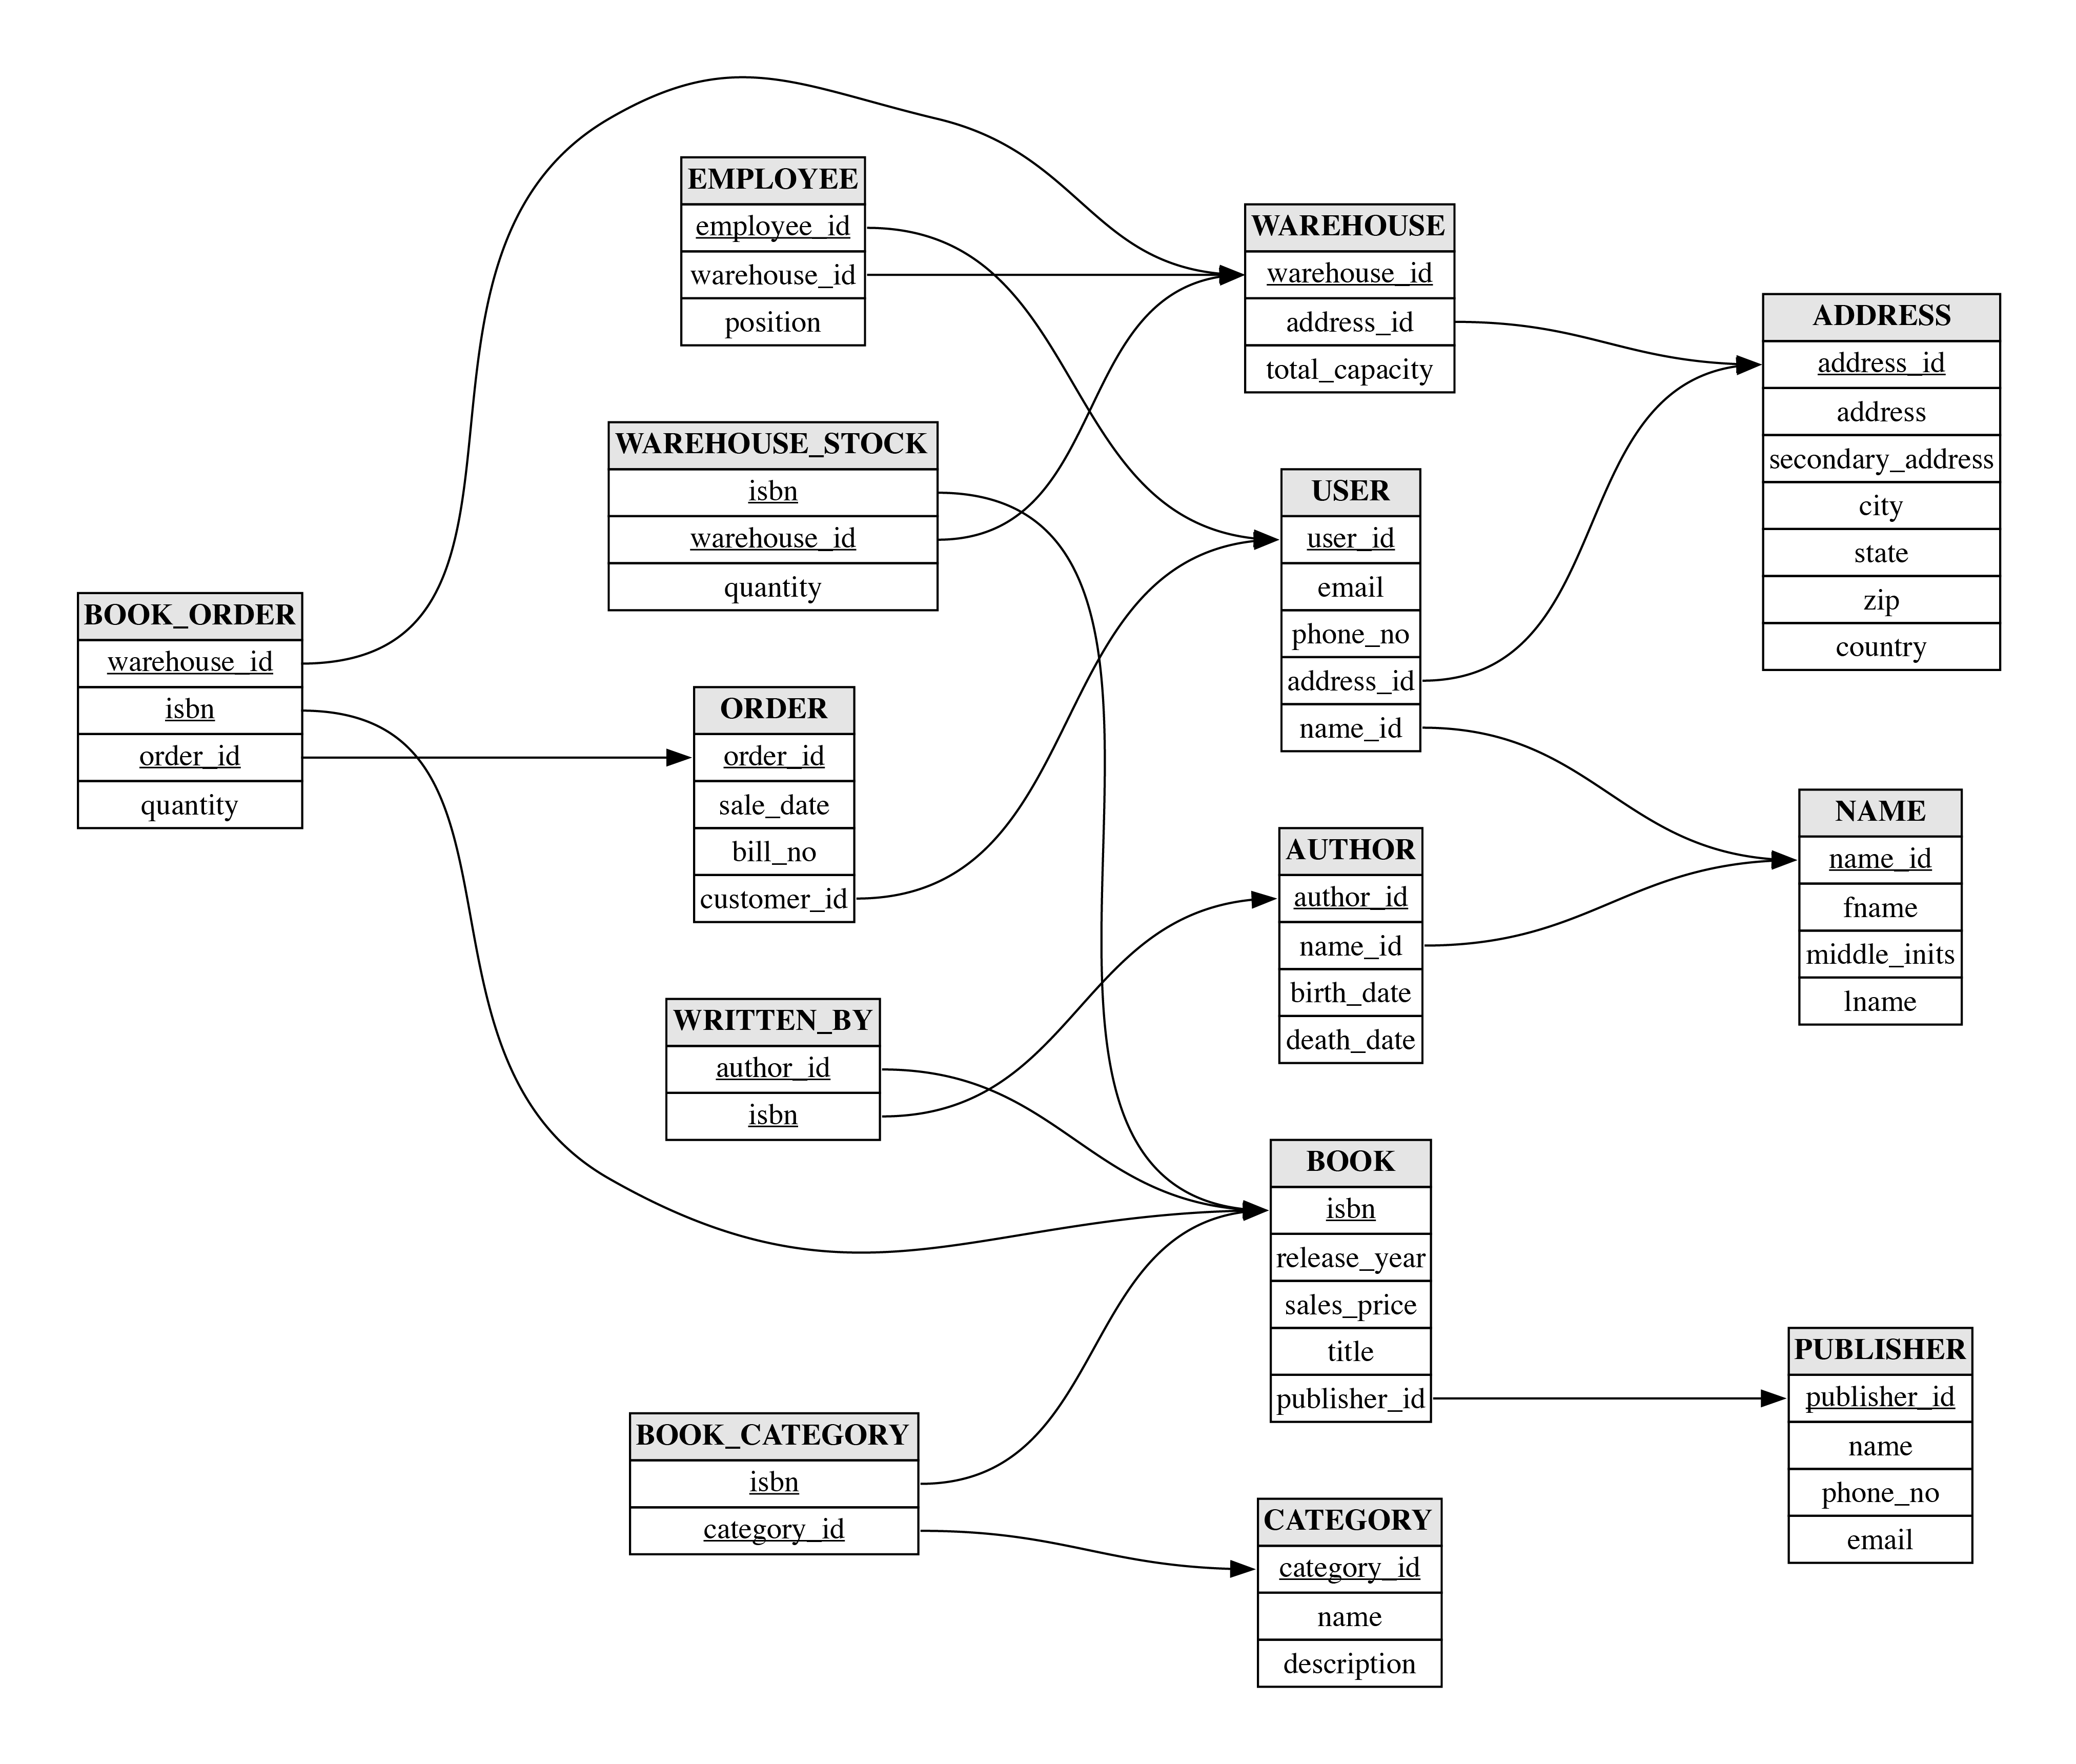 EMPLOYEE
employee_id
warehouse_id
position
WAREHOUSE
warehouse_id
address_id
total_capacity
ADDRESS
address_id
address
secondary_address
city
state
zip
country
WAREHOUSE_STOCK
isbn
warehouse_id
quantity
USER
user_id
email
phone_no
address_id
name_id
BOOK_ORDER
warehouse_id
isbn
order_id
quantity
ORDER
order_id
sale_date
bill_no
customer_id
NAME
name_id
fname
middle_inits
lname
AUTHOR
author_id
name_id
birth_date
death_date
WRITTEN_BY
author_id
isbn
BOOK
isbn
release_year
sales_price
title
publisher_id
PUBLISHER
publisher_id
name
phone_no
email
BOOK_CATEGORY
isbn
category_id
CATEGORY
category_id
name
description